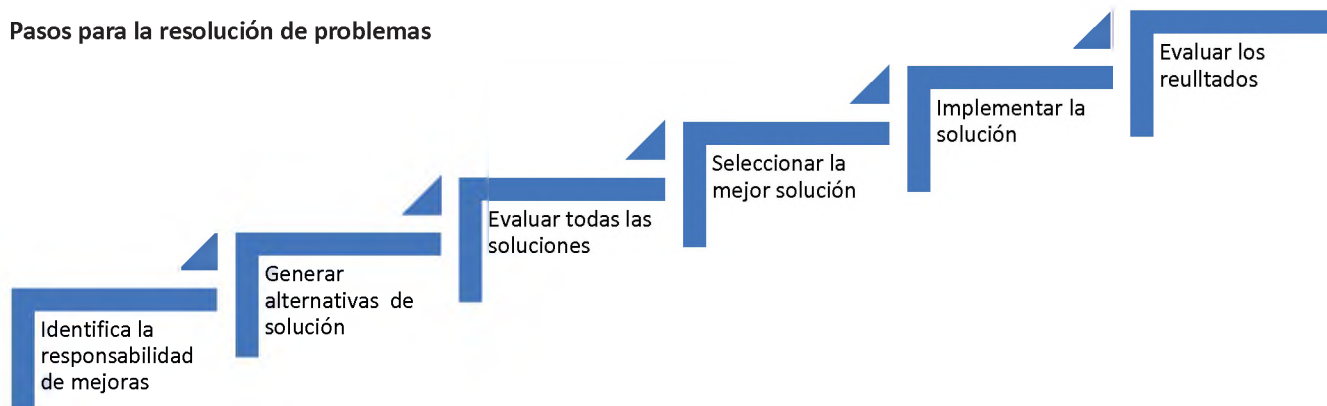 Pasos para la resolución de problemas
Identifica la
responsabilidad
de mejoras
Generar
alternativas de
solución
Evaluar todas las
soluciones
Seleccionar la
mejor solución
Implementar la
solución
Evaluar los
reulltados